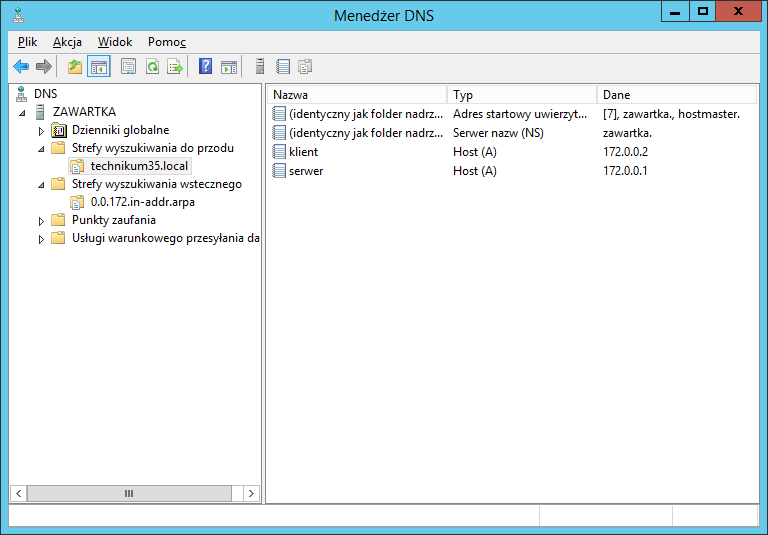 Menedżer DNS
Plik Akcja Widok Pomoc
DNS
ZAWARTKA
Dzienniki globalne
Strefy wyszukiwania do przodu
technikum35.local
Strefy wyszukiwania wstecznego
0.0.172.in-addr.arpa
Punkty zaufania
Usługi warunkowego przesyłania da
Nazwa Typ Dane
(identyczny jak folder nadrz... Adres startowy uwierzyt... [7], zawartka., hostmaster.
(identyczny jak folder nadrz... Serwer nazw (NS) zawartka.
klient Host (A) 172.0.0.2
serwer Host (A) 172.0.0.1